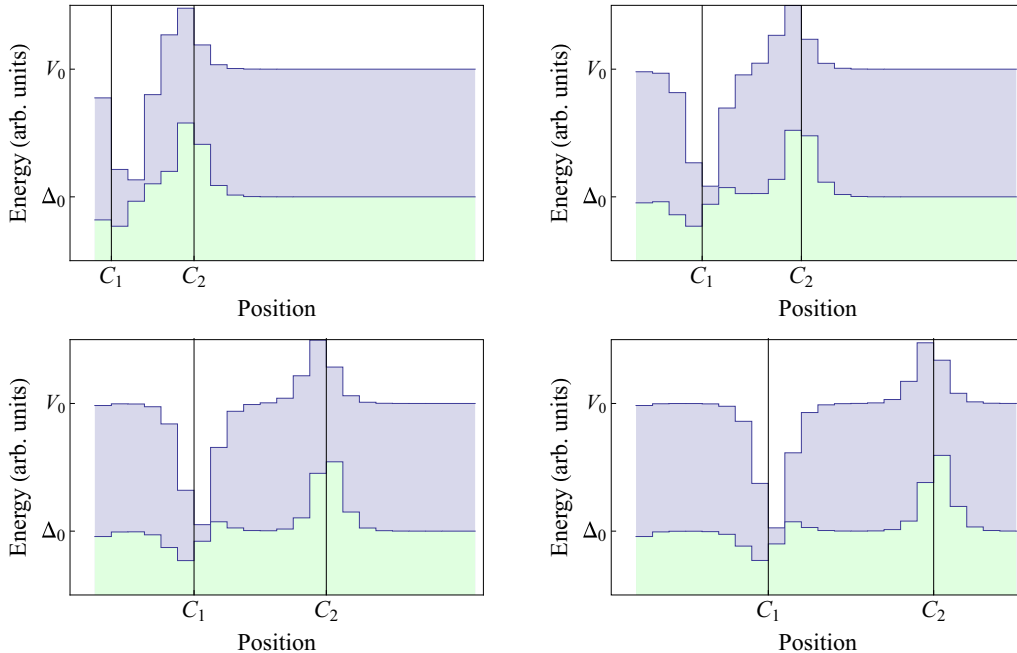 Energy (arb. units)
V₀
Δ₀
C₁ C₂
Position
Energy (arb. units)
V₀
Δ₀
C₁ C₂
Position
Energy (arb. units)
V₀
Δ₀
C₁ C₂
Position
Energy (arb. units)
V₀
Δ₀
C₁ C₂
Position